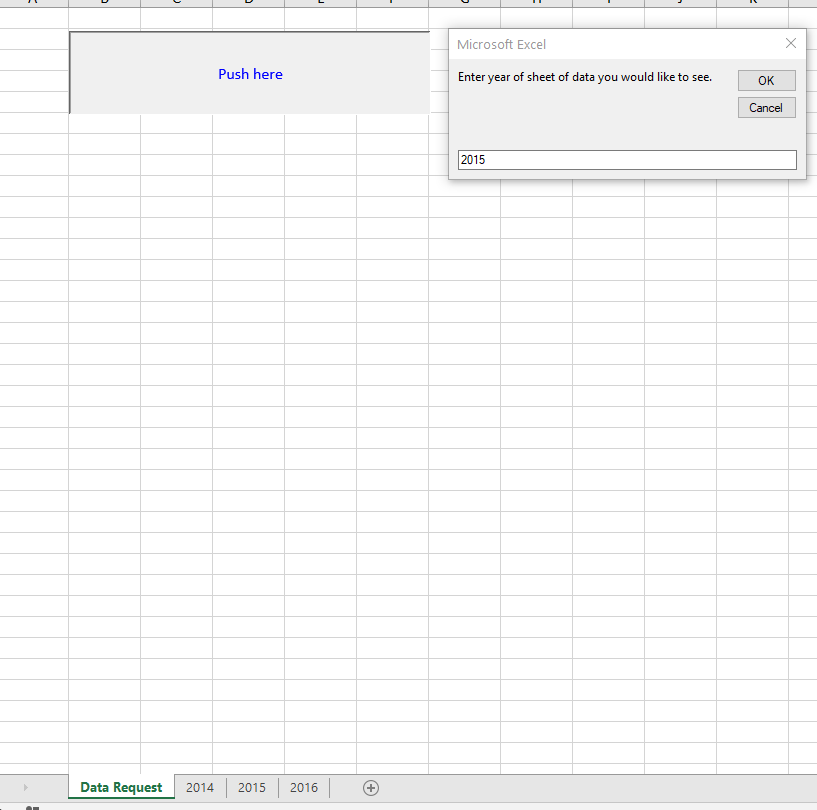 Microsoft Excel
Push here
Enter year of sheet of data you would like to see.
OK
Cancel
2015
Data Request
2014
2015
2016